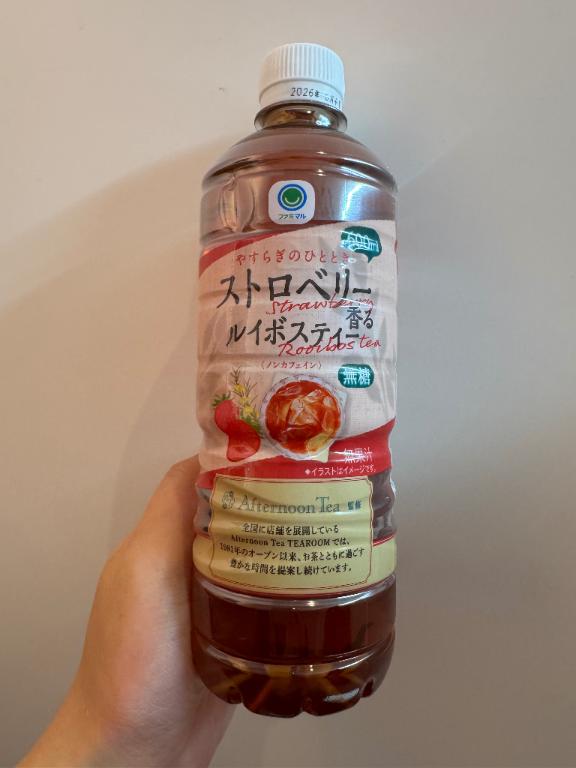 2026年
ファミマル
600ml
やすらぎのひととき
ストロベリー
Strawberry
香る
ルイボスティー
Rooibos tea
(ノンカフェイン)
無糖
無果汁
*イラストはイメージです。
Afternoon Tea 監修
全国に店舗を展開している
Afternoon Tea TEAROOMでは、
1981年のオープン以来、お茶とともに過ごす
豊かな時間を提案し続けています。